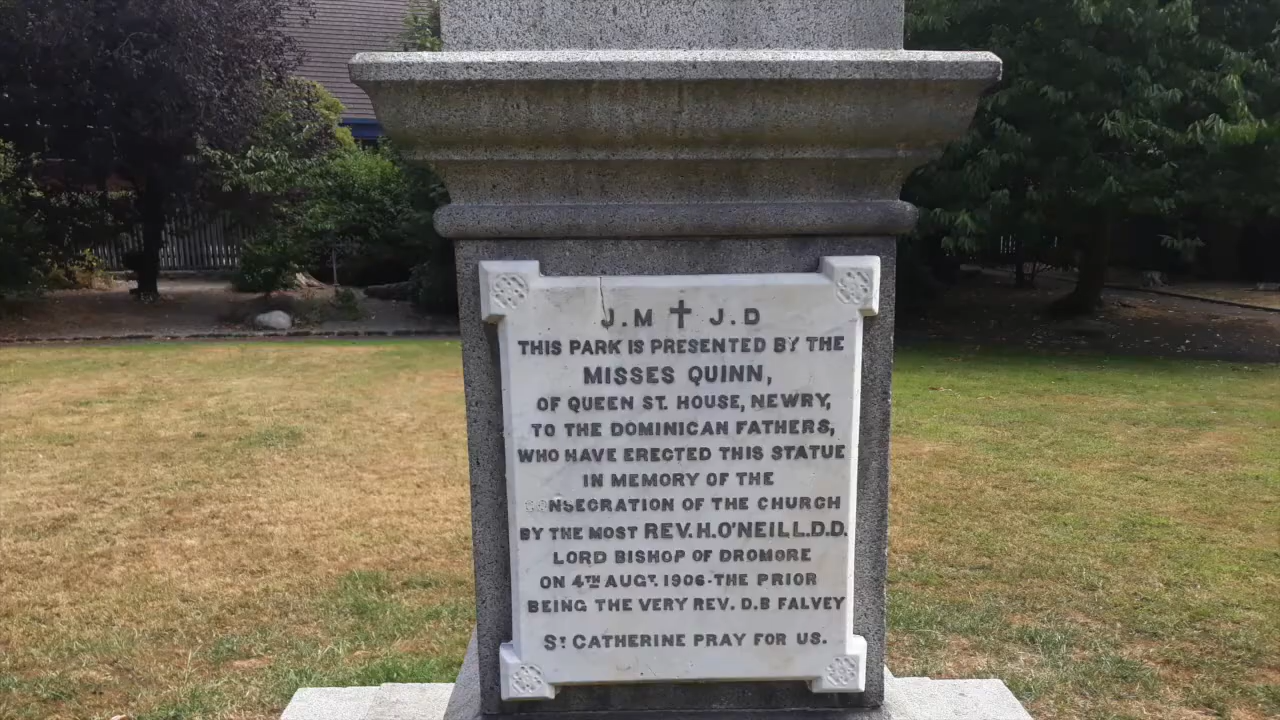 J.M ✝ J.D
THIS PARK IS PRESENTED BY THE
MISSES QUINN,
OF QUEEN ST. HOUSE, NEWRY,
TO THE DOMINICAN FATHERS,
WHO HAVE ERECTED THIS STATUE
IN MEMORY OF THE
CONSECRATION OF THE CHURCH
BY THE MOST REV. H. O'NEILL. D.D.
LORD BISHOP OF DROMORE
ON 4TH AUGT. 1906-THE PRIOR
BEING THE VERY REV. D.B FALVEY
ST CATHERINE PRAY FOR US.